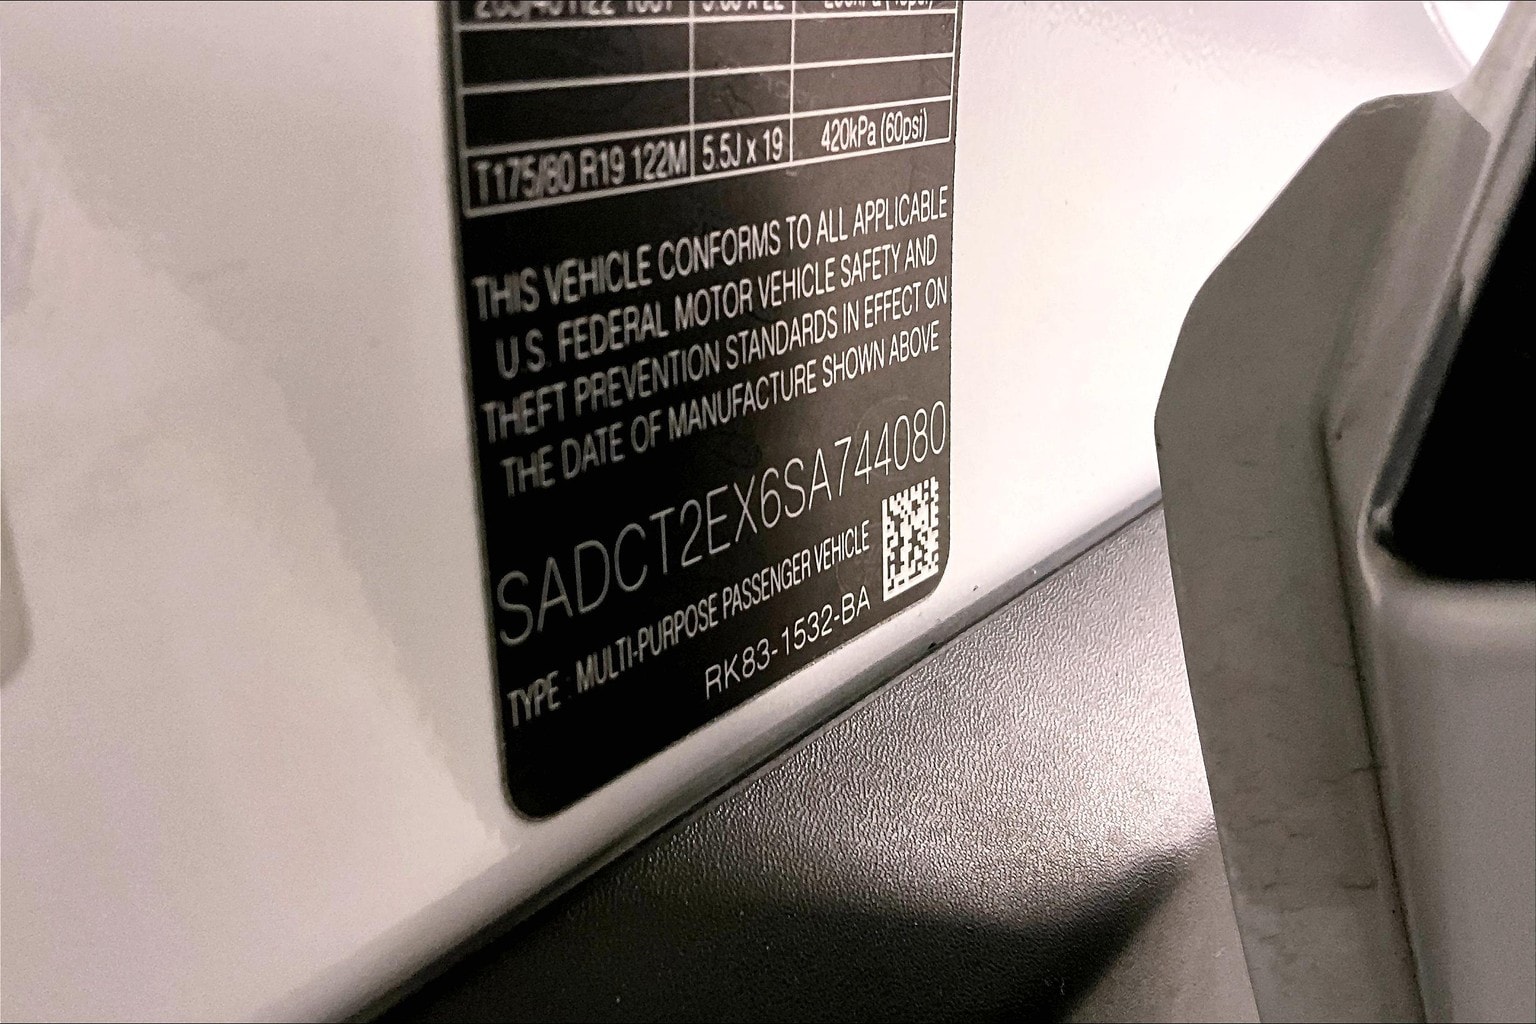 T175/80 R19 122M 5.5J x 19 420kPa (60psi)
THIS VEHICLE CONFORMS TO ALL APPLICABLE
U.S. FEDERAL MOTOR VEHICLE SAFETY AND
THEFT PREVENTION STANDARDS IN EFFECT ON
THE DATE OF MANUFACTURE SHOWN ABOVE
SADCT2EX6SA744080
TYPE : MULTI-PURPOSE PASSENGER VEHICLE
RK83-1532-BA